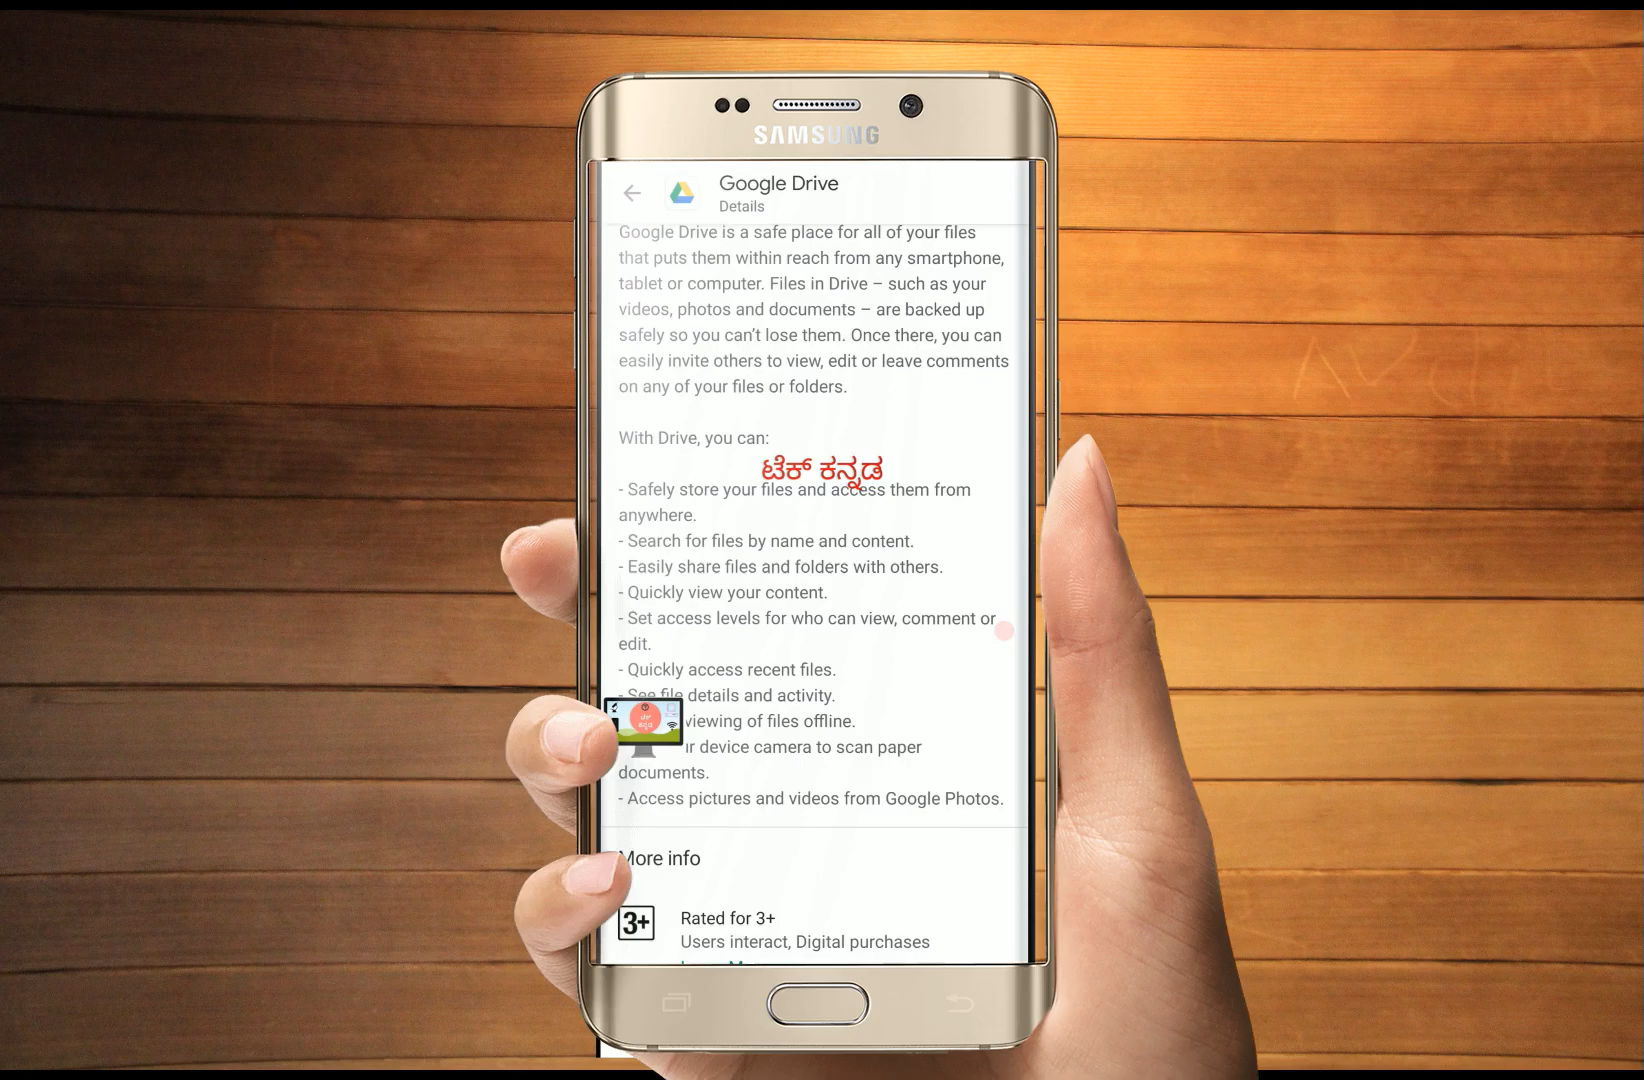 SAMSUNG
Google Drive
Details
Google Drive is a safe place for all of your files
that puts them within reach from any smartphone,
tablet or computer. Files in Drive – such as your
videos, photos and documents – are backed up
safely so you can’t lose them. Once there, you can
easily invite others to view, edit or leave comments
on any of your files or folders.
With Drive, you can:
ಟೆಕ್ ಕನ್ನಡ
- Safely store your files and access them from
anywhere.
- Search for files by name and content.
- Easily share files and folders with others.
- Quickly view your content.
- Set access levels for who can view, comment or
edit.
- Quickly access recent files.
- See file details and activity.
viewing of files offline.
device camera to scan paper
documents.
- Access pictures and videos from Google Photos.
More info
3+
Rated for 3+
Users interact, Digital purchases